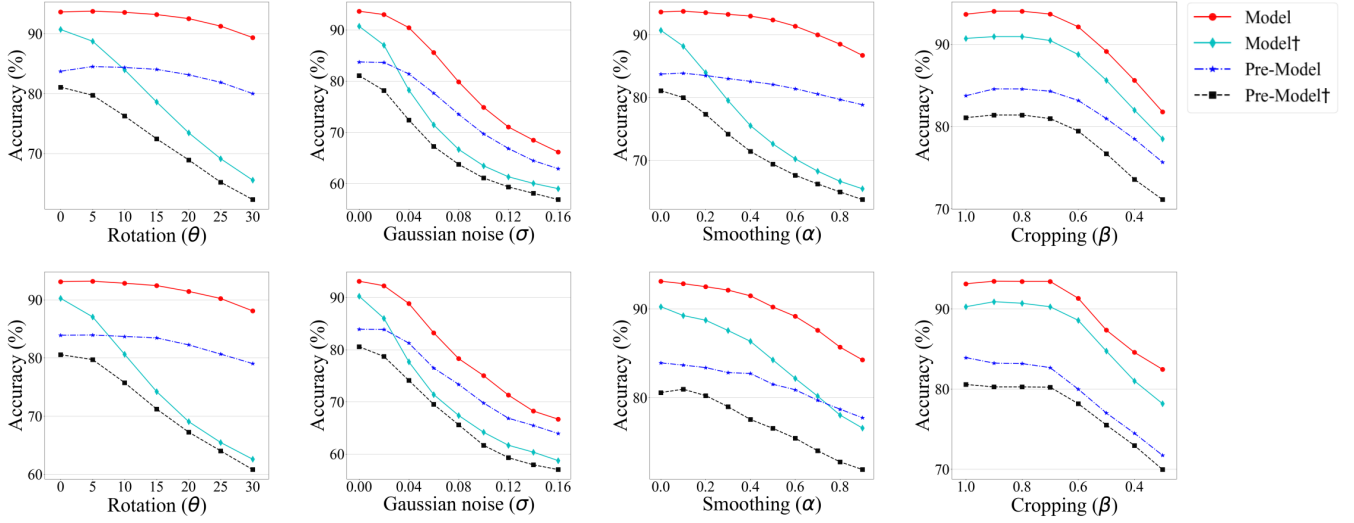 Accuracy (%)
90
80
70
0 5 10 15 20 25 30
Rotation (θ)
Accuracy (%)
90
80
70
60
0.00 0.04 0.08 0.12 0.16
Gaussian noise (σ)
Accuracy (%)
90
80
70
0.0 0.2 0.4 0.6 0.8
Smoothing (α)
Accuracy (%)
90
80
70
1.0 0.8 0.6 0.4
Cropping (β)
Model
Model†
Pre-Model
Pre-Model†
Accuracy (%)
90
80
70
60
0 5 10 15 20 25 30
Rotation (θ)
Accuracy (%)
90
80
70
60
0.00 0.04 0.08 0.12 0.16
Gaussian noise (σ)
Accuracy (%)
90
80
0.0 0.2 0.4 0.6 0.8
Smoothing (α)
Accuracy (%)
90
80
70
1.0 0.8 0.6 0.4
Cropping (β)